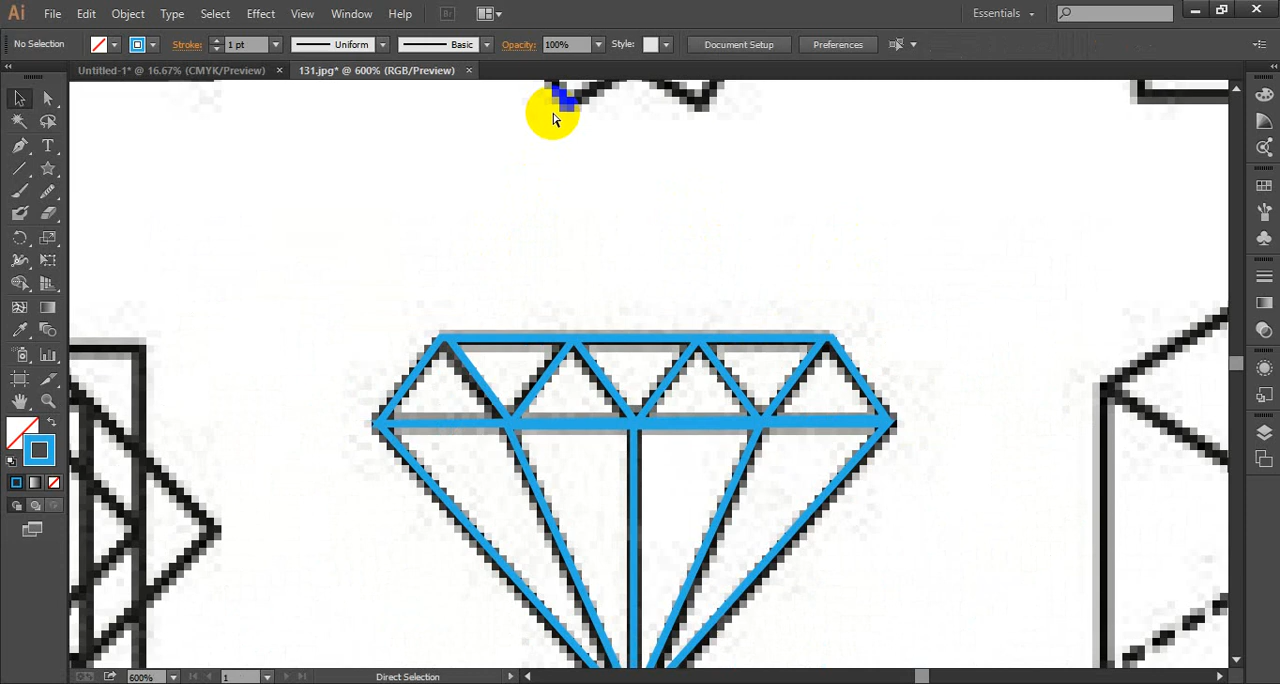 Ai File Edit Object Type Select Effect View Window Help Br Essentials
No Selection Stroke: 1 pt Uniform Basic Opacity: 100% Style: Document Setup Preferences
Untitled-1* @ 16.67% (CMYK/Preview) × 131.jpg* @ 600% (RGB/Preview) ×
T
600% 1 Direct Selection